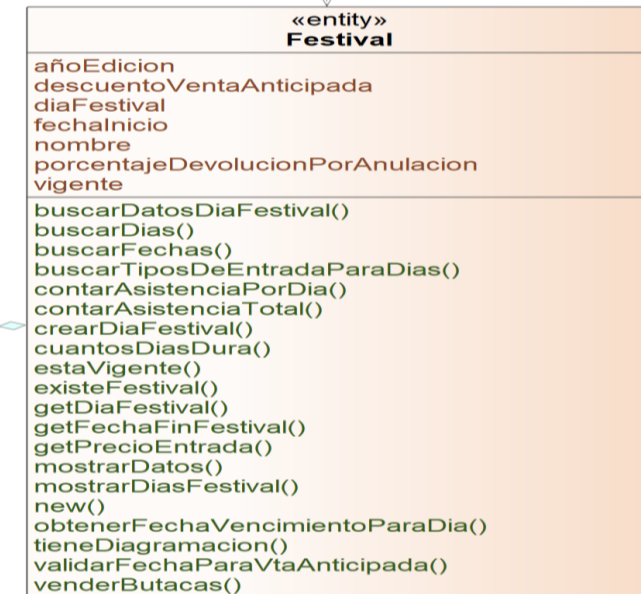 «entity»
Festival
añoEdicion
descuentoVentaAnticipada
diaFestival
fechaInicio
nombre
porcentajeDevolucionPorAnulacion
vigente
buscarDatosDiaFestival()
buscarDias()
buscarFechas()
buscarTiposDeEntradaParaDias()
contarAsistenciaPorDia()
contarAsistenciaTotal()
crearDiaFestival()
cuantosDiasDura()
estaVigente()
existeFestival()
getDiaFestival()
getFechaFinFestival()
getPrecioEntrada()
mostrarDatos()
mostrarDiasFestival()
new()
obtenerFechaVencimientoParaDia()
tieneDiagramacion()
validarFechaParaVtaAnticipada()
venderButacas()